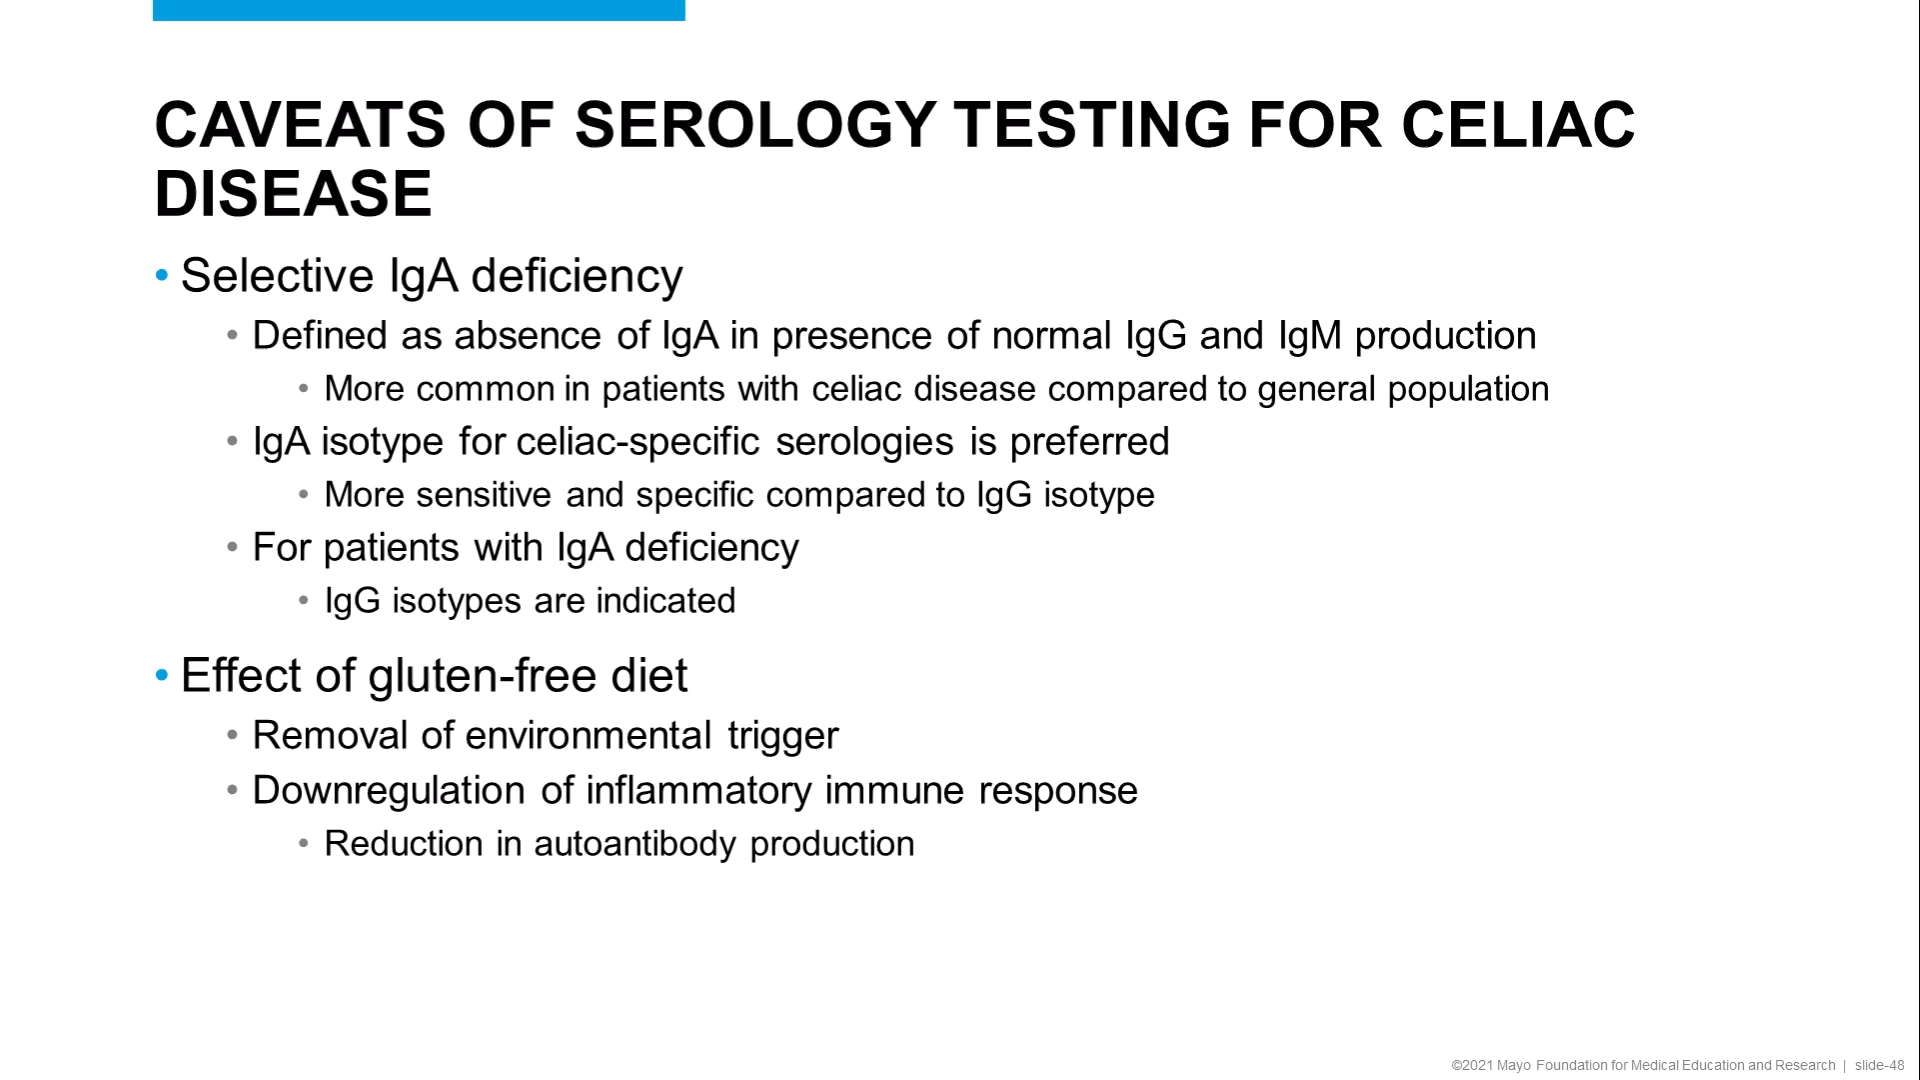 CAVEATS OF SEROLOGY TESTING FOR CELIAC
DISEASE
• Selective IgA deficiency
• Defined as absence of IgA in presence of normal IgG and IgM production
• More common in patients with celiac disease compared to general population
• IgA isotype for celiac-specific serologies is preferred
• More sensitive and specific compared to IgG isotype
• For patients with IgA deficiency
• IgG isotypes are indicated
• Effect of gluten-free diet
• Removal of environmental trigger
• Downregulation of inflammatory immune response
• Reduction in autoantibody production
©2021 Mayo Foundation for Medical Education and Research | slide-48